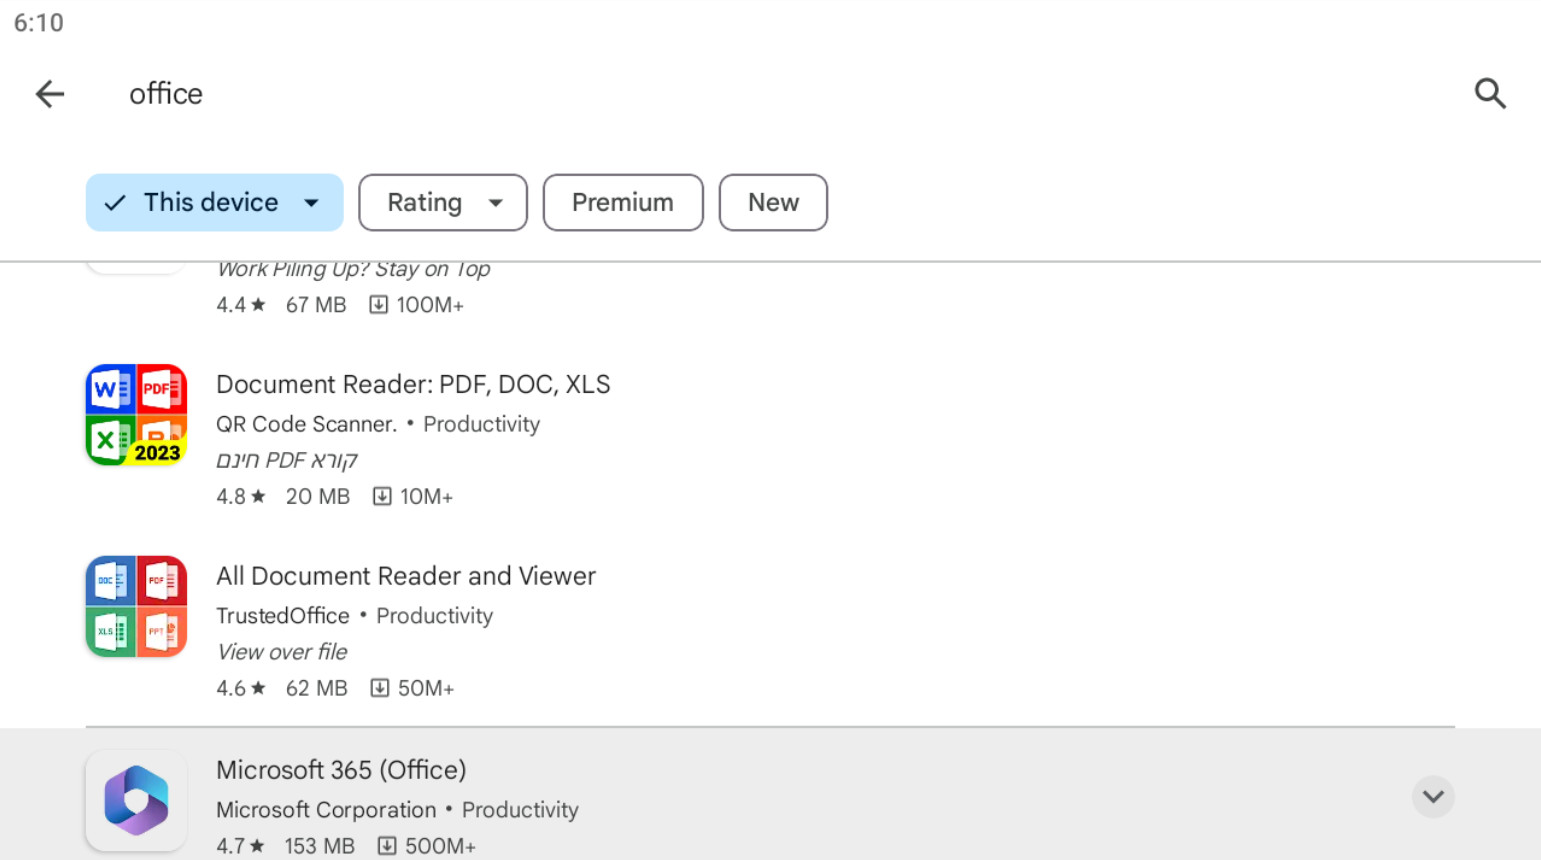 6:10
office
This device
Rating
Premium
New
Work Piling Up? Stay on Top
4.4★ 67 MB 100M+
W PDF
X
2023
Document Reader: PDF, DOC, XLS
QR Code Scanner. • Productivity
קורא PDF חינם
4.8★ 20 MB 10M+
DOC PDF
XLS PPT
All Document Reader and Viewer
TrustedOffice • Productivity
View over file
4.6★ 62 MB 50M+
Microsoft 365 (Office)
Microsoft Corporation • Productivity
4.7★ 153 MB 500M+